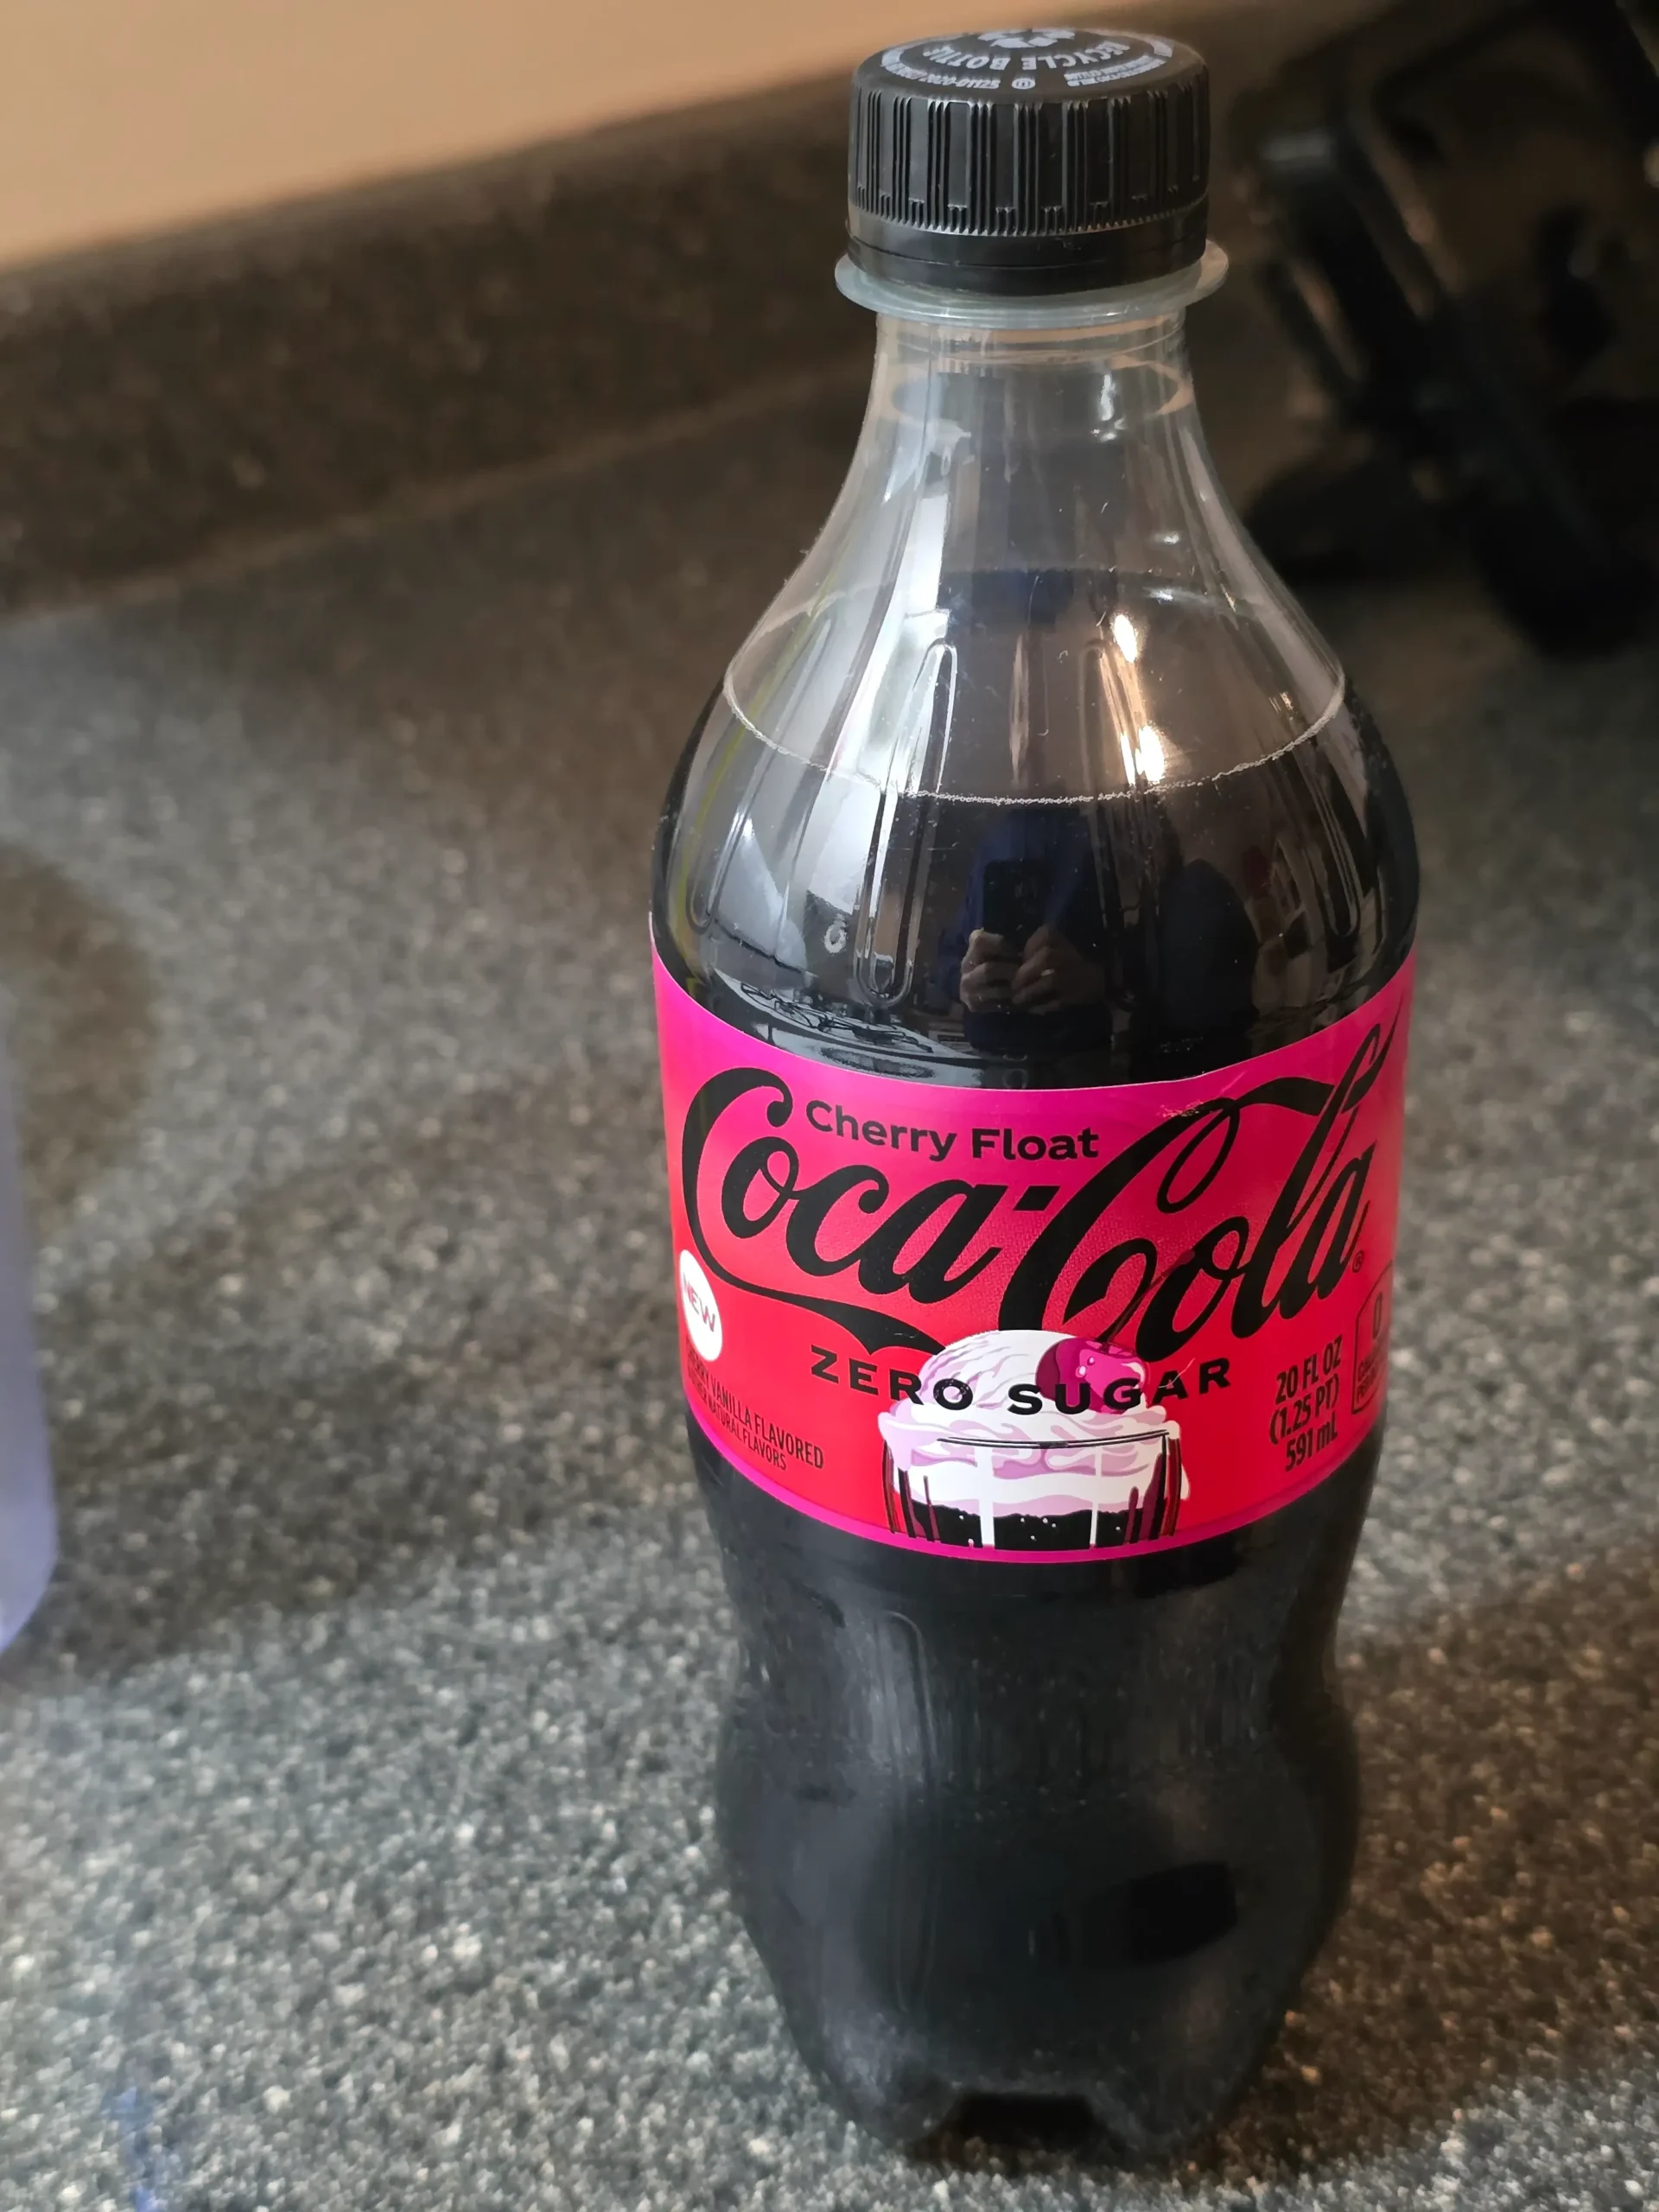 RECYCLE BOTTLE
Cherry Float
Coca-Cola®
NEW
ZERO SUGAR
VANILLA FLAVORED
NATURAL FLAVORS
20 FL OZ
(1.25 PT)
591 mL
0